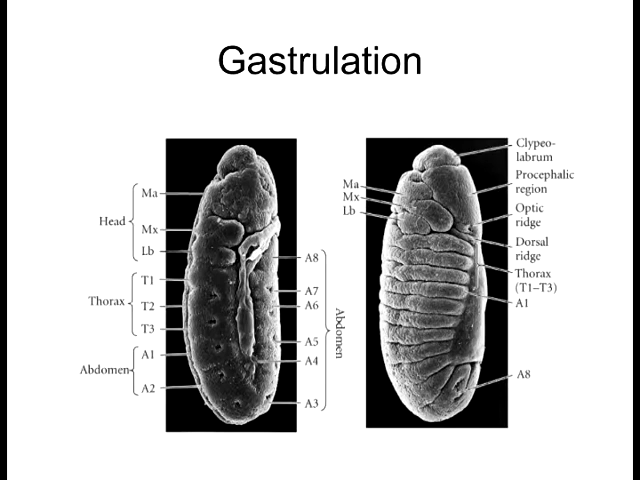 Gastrulation
Ma
Head
Mx
Lb
T1
Thorax
T2
T3
A1
Abdomen
A2
A8
A7
A6
A5
A4
A3
Abdomen
Ma
Mx
Lb
Clypeo-
labrum
Procephalic
region
Optic
ridge
Dorsal
ridge
Thorax
(T1–T3)
A1
A8